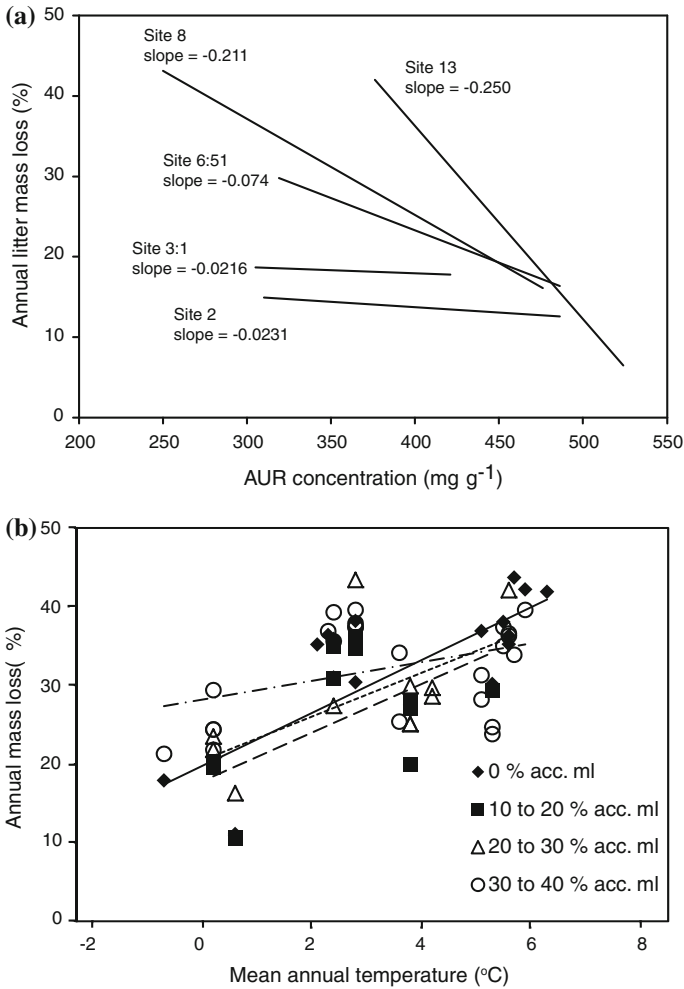 (a)
50
40
30
20
10
0
Annual litter mass loss (%)
Site 8
slope = -0.211
Site 13
slope = -0.250
Site 6:51
slope = -0.074
Site 3:1
slope = -0.0216
Site 2
slope = -0.0231
200 250 300 350 400 450 500 550
AUR concentration (mg g-1)
(b)
50
40
30
20
10
0
Annual mass loss( %)
0 % acc. ml
10 to 20 % acc. ml
20 to 30 % acc. ml
30 to 40 % acc. ml
-2 0 2 4 6 8
Mean annual temperature (oC)